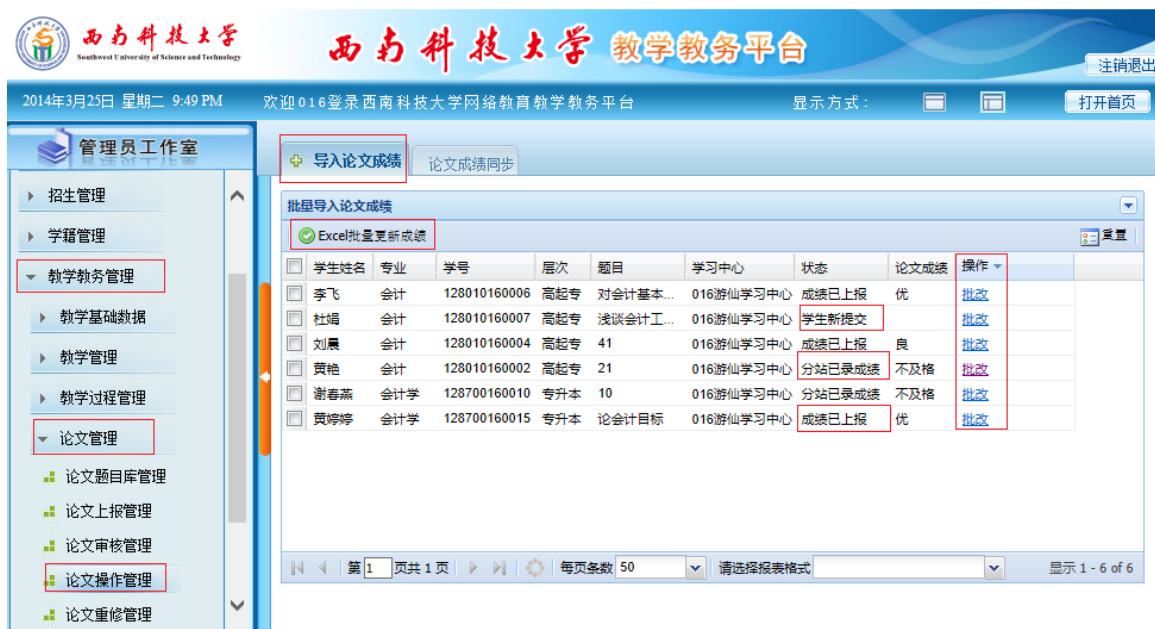 西南科技大学
Southwest University of Science and Technology
西南科技大学 教学教务平台
注销退出
2014年3月25日 星期二 9:49 PM
欢迎016登录西南科技大学网络教育教学教务平台
显示方式：
打开首页
管理员工作室
招生管理
学籍管理
教学教务管理
教学基础数据
教学管理
教学过程管理
论文管理
论文题目库管理
论文上报管理
论文审核管理
论文操作管理
论文重修管理
导入论文成绩
论文成绩同步
批量导入论文成绩
Excel批量更新成绩
重置
学生姓名 专业 学号 层次 题目 学习中心 状态 论文成绩 操作
李飞 会计 128010160006 高起专 对会计基本... 016游仙学习中心 成绩已上报 优 批改
杜娟 会计 128010160007 高起专 浅谈会计工... 016游仙学习中心 学生新提交 批改
刘晨 会计 128010160004 高起专 41 016游仙学习中心 成绩已上报 良 批改
黄艳 会计 128010160002 高起专 21 016游仙学习中心 分站已录成绩 不及格 批改
谢春燕 会计学 128700160010 专升本 10 016游仙学习中心 分站已录成绩 不及格 批改
黄婷婷 会计学 128700160015 专升本 论会计目标 016游仙学习中心 成绩已上报 优 批改
第 1 页共 1 页 每页条数 50 请选择报表格式 显示 1 - 6 of 6